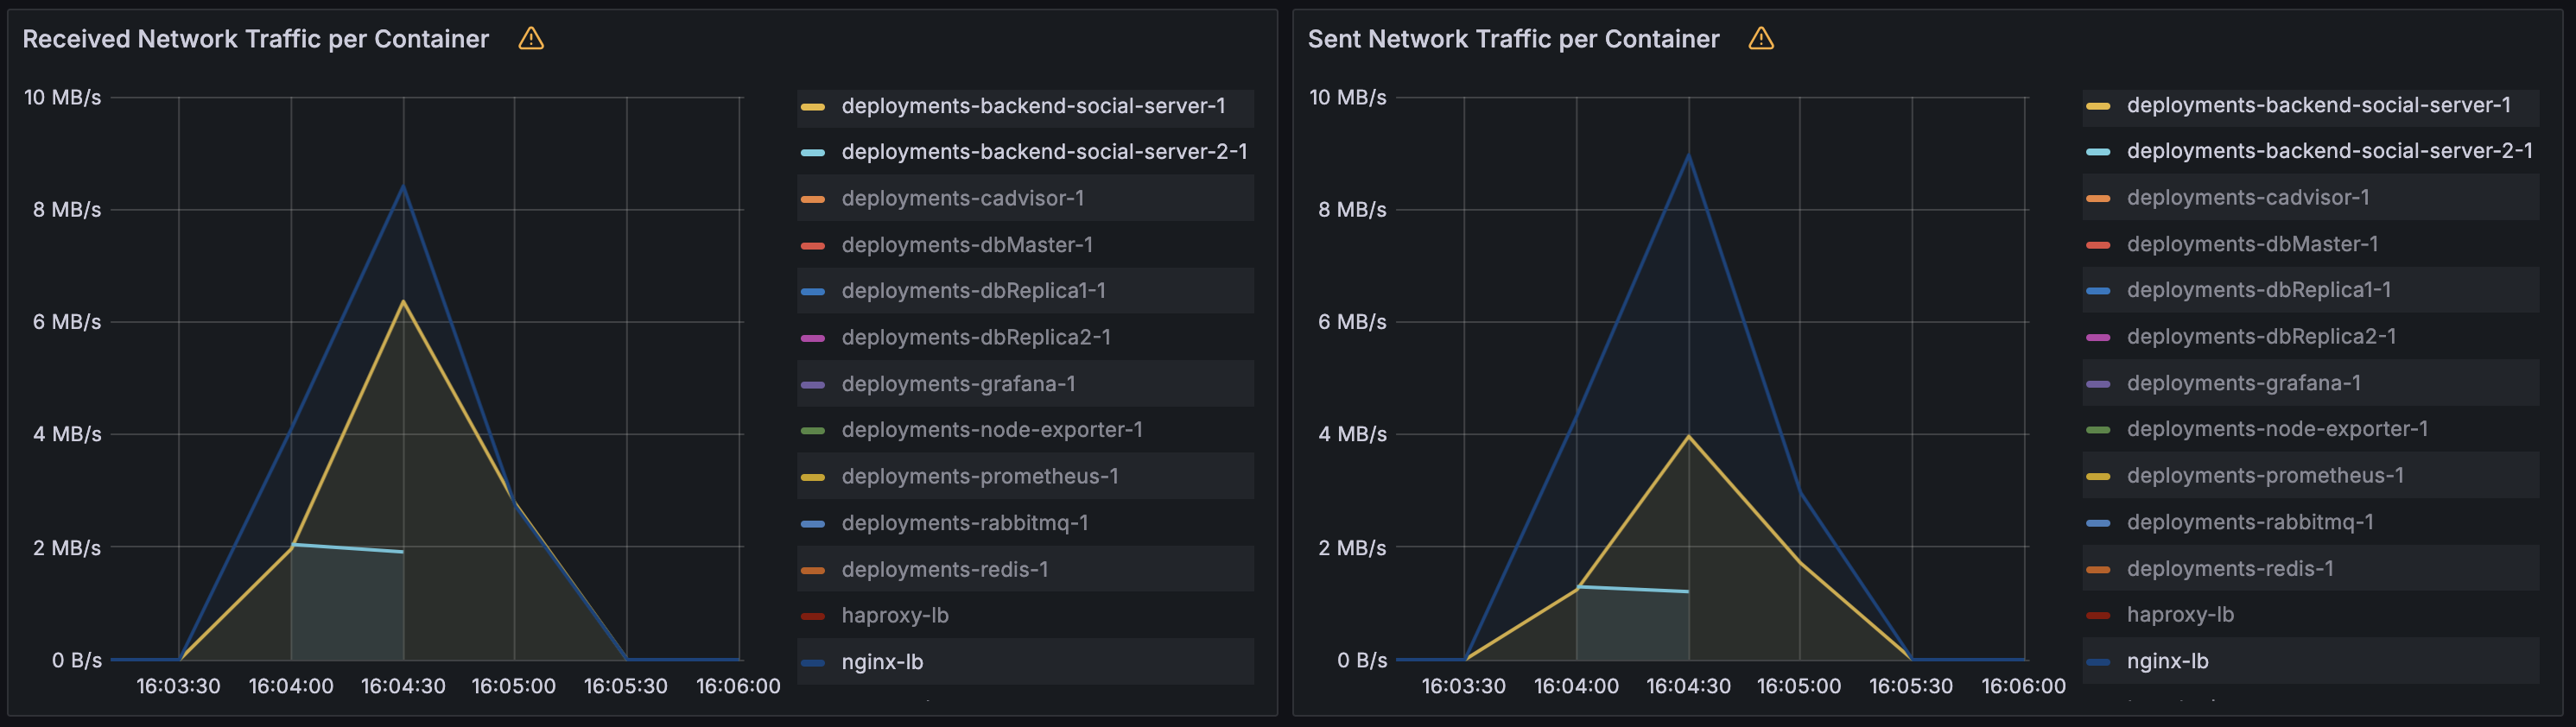 Received Network Traffic per Container
10 MB/s
8 MB/s
6 MB/s
4 MB/s
2 MB/s
0 B/s
16:03:30 16:04:00 16:04:30 16:05:00 16:05:30 16:06:00
deployments-backend-social-server-1
deployments-backend-social-server-2-1
deployments-cadvisor-1
deployments-dbMaster-1
deployments-dbReplica1-1
deployments-dbReplica2-1
deployments-grafana-1
deployments-node-exporter-1
deployments-prometheus-1
deployments-rabbitmq-1
deployments-redis-1
haproxy-lb
nginx-lb
Sent Network Traffic per Container
10 MB/s
8 MB/s
6 MB/s
4 MB/s
2 MB/s
0 B/s
16:03:30 16:04:00 16:04:30 16:05:00 16:05:30 16:06:00
deployments-backend-social-server-1
deployments-backend-social-server-2-1
deployments-cadvisor-1
deployments-dbMaster-1
deployments-dbReplica1-1
deployments-dbReplica2-1
deployments-grafana-1
deployments-node-exporter-1
deployments-prometheus-1
deployments-rabbitmq-1
deployments-redis-1
haproxy-lb
nginx-lb